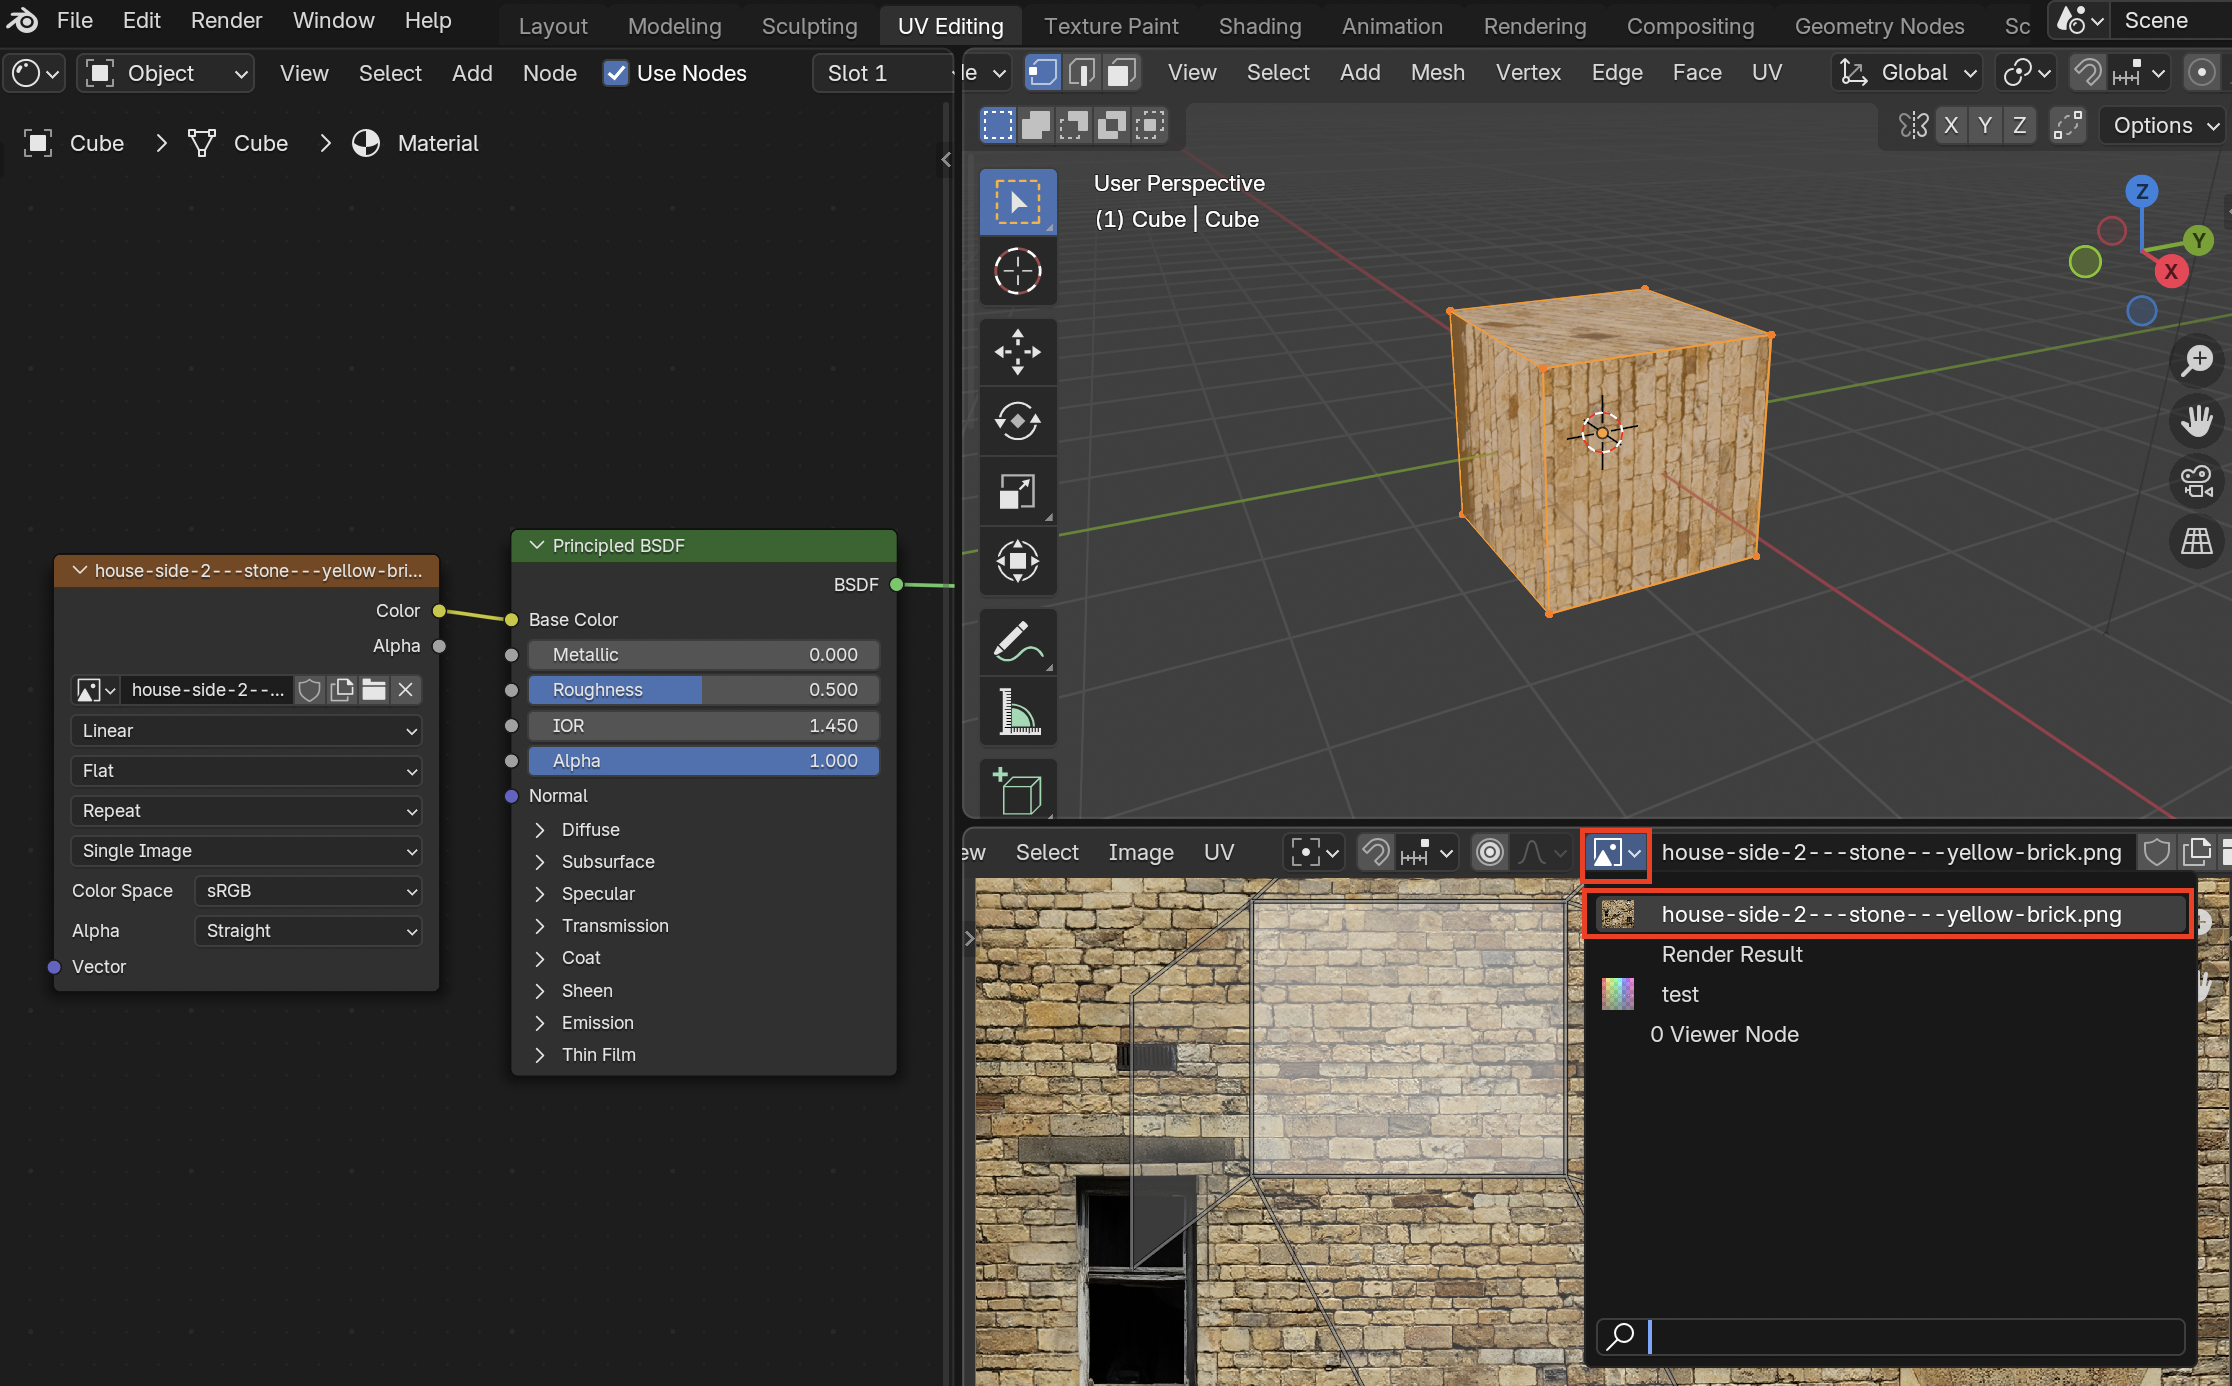 File Edit Render Window Help
Layout Modeling Sculpting UV Editing Texture Paint Shading Animation Rendering Compositing Geometry Nodes Sc
Scene
Object View Select Add Node Use Nodes Slot 1
Cube > Cube > Material
house-side-2---stone---yellow-bri...
Color
Alpha
house-side-2--...
Linear
Flat
Repeat
Single Image
Color Space sRGB
Alpha Straight
Vector
Principled BSDF
BSDF
Base Color
Metallic 0.000
Roughness 0.500
IOR 1.450
Alpha 1.000
Normal
Diffuse
Subsurface
Specular
Transmission
Coat
Sheen
Emission
Thin Film
le View Select Add Mesh Vertex Edge Face UV Global
X Y Z Options
User Perspective
(1) Cube | Cube
Z
Y
X
ew Select Image UV house-side-2---stone---yellow-brick.png
house-side-2---stone---yellow-brick.png
Render Result
test
0 Viewer Node